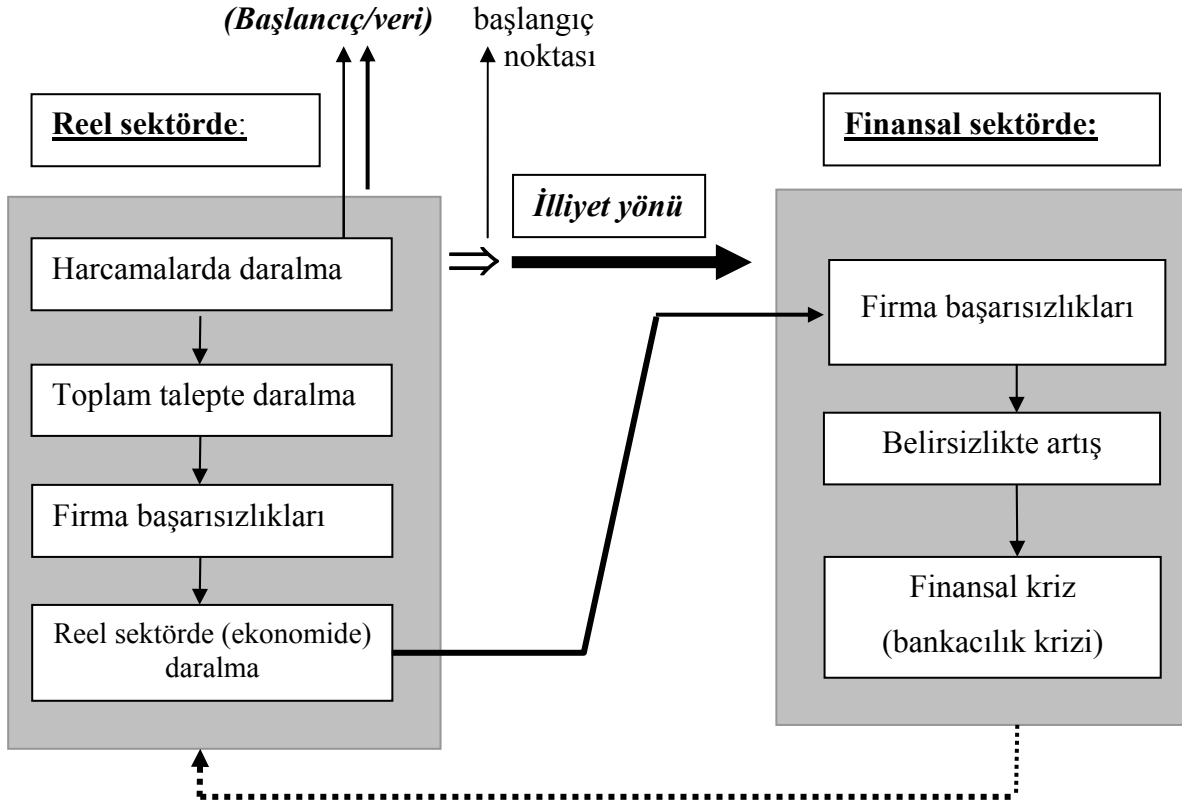 (Başlancıç/veri)
başlangıç
noktası
Reel sektörde:
Finansal sektörde:
İlliyet yönü
Harcamalarda daralma
Toplam talepte daralma
Firma başarısızlıkları
Reel sektörde (ekonomide)
daralma
Firma başarısızlıkları
Belirsizlikte artış
Finansal kriz
(bankacılık krizi)